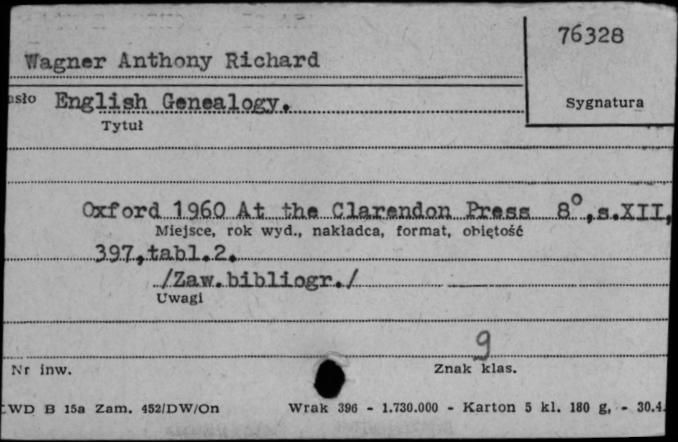 76328
Wagner Anthony Richard
Sygnatura
asło English Genealogy.
Tytuł
Oxford 1960 At the Clarendon Press 8°,s.XII,
Miejsce, rok wyd., nakładca, format, objętość
397,tabl.2.
/Zaw.bibliogr./
Uwagi
9
Nr inw. Znak klas.
WD B 15a Zam. 452/DW/On Wrak 396 - 1.730.000 - Karton 5 kl. 180 g, - 30.4.